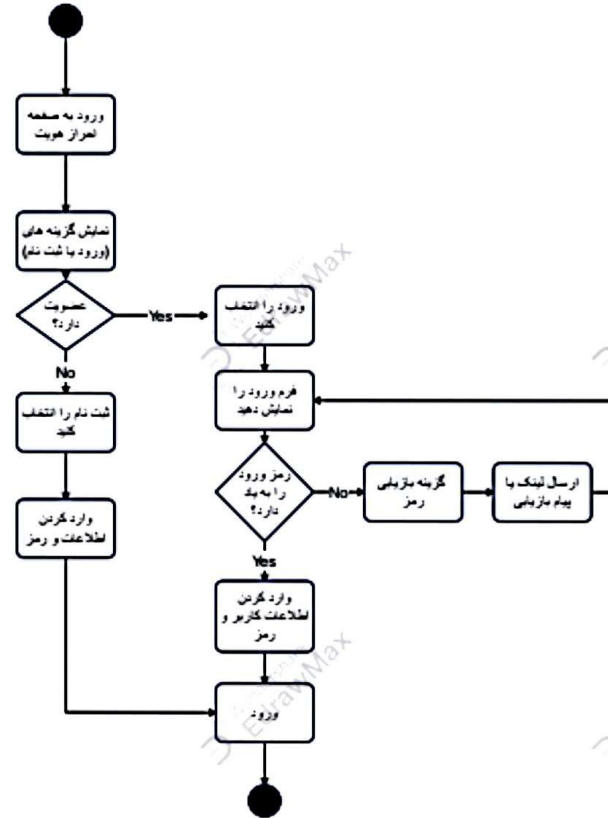 ورود به صفحه
احراز هویت
نمایش گزینه های
(ورود یا ثبت نام)
عضویت
دارد؟
Yes
ورود را انتخاب
کنید
No
ثبت نام را انتخاب
کنید
فرم ورود را
نمایش دهید
وارد کردن
اطلاعات و رمز
رمز ورود
را به یاد
دارد؟
No
گزینه بازیابی
رمز
ارسال لینک یا
پیام بازیابی
Yes
وارد کردن
اطلاعات کاربر و
رمز
ورود
EdrawMax
EdrawMax